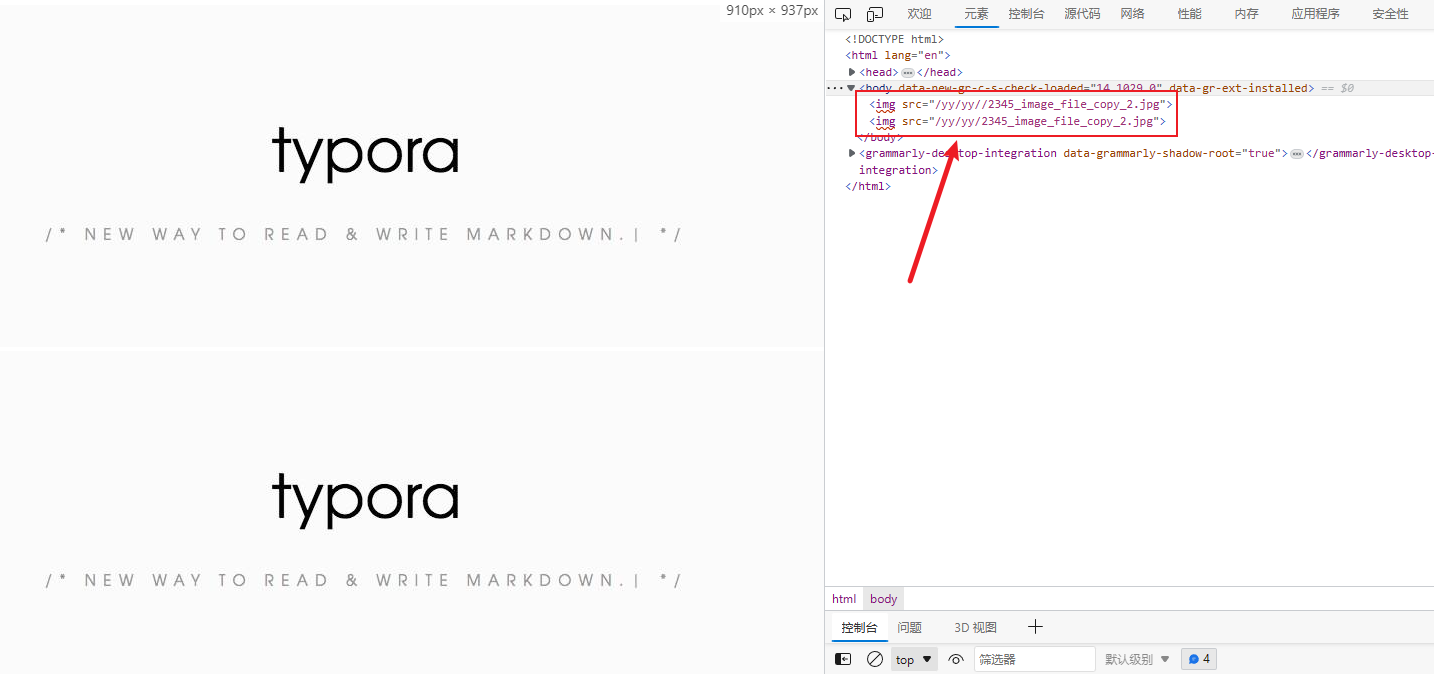 910px × 937px
typora
/* NEW WAY TO READ & WRITE MARKDOWN.| */
typora
/* NEW WAY TO READ & WRITE MARKDOWN.| */
欢迎 元素 控制台 源代码 网络 性能 内存 应用程序 安全性
<!DOCTYPE html>
<html lang="en">
<head> ⋯ </head>
<body data-new-gr-c-s-check-loaded="14.1029.0" data-gr-ext-installed> == $0
<img src="/yy/yy//2345_image_file_copy_2.jpg">
<img src="/yy/yy/2345_image_file_copy_2.jpg">
</body>
<grammarly-desktop-integration data-grammarly-shadow-root="true"> ⋯ </grammarly-desktop-
integration>
</html>
html body
控制台 问题 3D 视图
top 筛选器 默认级别 4